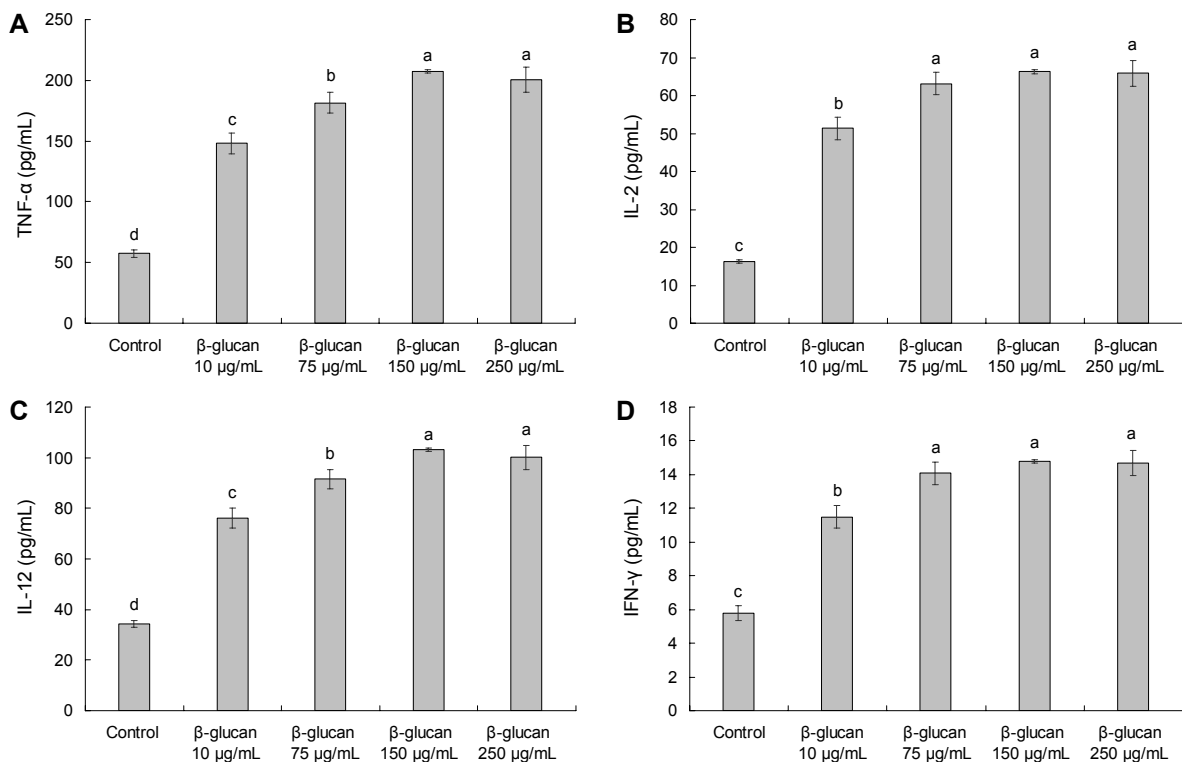 A
TNF-α (pg/mL)
250
200
150
100
50
0
d
c
b
a
a
Control
β-glucan
10 µg/mL
β-glucan
75 µg/mL
β-glucan
150 µg/mL
β-glucan
250 µg/mL
B
IL-2 (pg/mL)
80
70
60
50
40
30
20
10
0
c
b
a
a
a
Control
β-glucan
10 µg/mL
β-glucan
75 µg/mL
β-glucan
150 µg/mL
β-glucan
250 µg/mL
C
IL-12 (pg/mL)
120
100
80
60
40
20
0
d
c
b
a
a
Control
β-glucan
10 µg/mL
β-glucan
75 µg/mL
β-glucan
150 µg/mL
β-glucan
250 µg/mL
D
IFN-γ (pg/mL)
18
16
14
12
10
8
6
4
2
0
c
b
a
a
a
Control
β-glucan
10 µg/mL
β-glucan
75 µg/mL
β-glucan
150 µg/mL
β-glucan
250 µg/mL